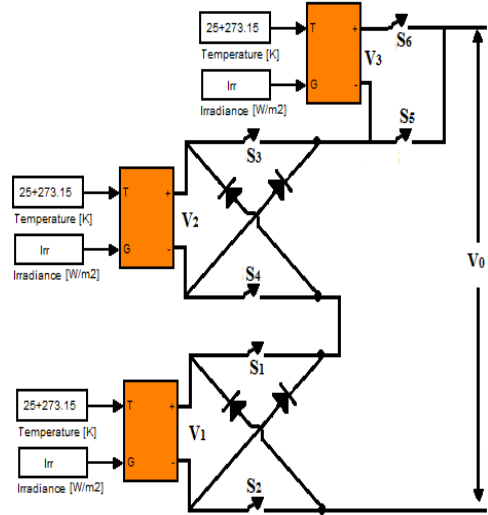 25+273.15
T
+
S6
Temperature [K]
V3
Irr
G
-
Irradiance [W/m2]
S5
S3
25+273.15
T
+
Temperature [K]
V2
Irr
G
-
Irradiance [W/m2]
S4
V0
S1
25+273.15
T
+
Temperature [K]
V1
Irr
G
-
Irradiance [W/m2]
S2